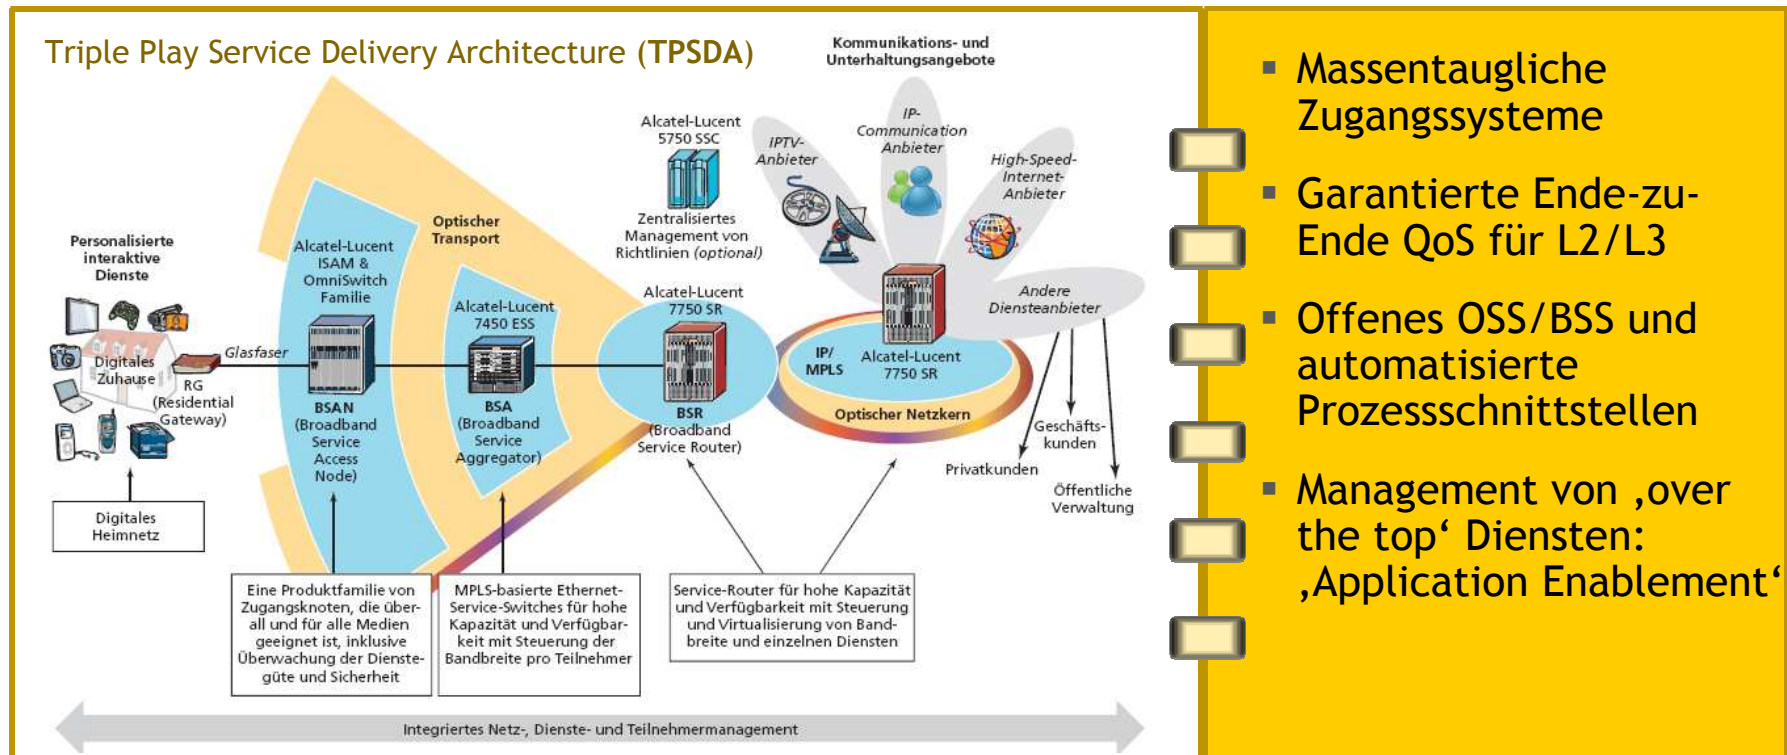 Triple Play Service Delivery Architecture (TPSDA)
Kommunikations- und
Unterhaltungsangebote
Alcatel-Lucent
5750 SSC
Zentralisiertes
Management von
Richtlinien (optional)
IPTV-
Anbieter
IP-
Communication
Anbieter
High-Speed-
Internet-
Anbieter
Andere
Diensteanbieter
Personalisierte
interaktive
Dienste
Digitales
Zuhause
RG
(Residential
Gateway)
Glasfaser
Optischer
Transport
Alcatel-Lucent
ISAM &
OmniSwitch
Familie
BSAN
(Broadband
Service
Access
Node)
Alcatel-Lucent
7450 ESS
BSA
(Broadband
Service
Aggregator)
Alcatel-Lucent
7750 SR
BSR
(Broadband
Service Router)
IP/
MPLS
Alcatel-Lucent
7750 SR
Optischer Netzkern
Privatkunden
Geschäfts-
kunden
Öffentliche
Verwaltung
Digitales
Heimnetz
Eine Produktfamilie von
Zugangsknoten, die über-
all und für alle Medien
geeignet ist, inklusive
Überwachung der Dienste-
güte und Sicherheit
MPLS-basierte Ethernet-
Service-Switches für hohe
Kapazität und Verfügbar-
keit mit Steuerung der
Bandbreite pro Teilnehmer
Service-Router für hohe Kapazität
und Verfügbarkeit mit Steuerung
und Virtualisierung von Band-
breite und einzelnen Diensten
Integriertes Netz-, Dienste- und Teilnehmermanagement
▪ Massentaugliche
Zugangssysteme
▪ Garantierte Ende-zu-
Ende QoS für L2/L3
▪ Offenes OSS/BSS und
automatisierte
Prozessschnittstellen
▪ Management von ‚over
the top‘ Diensten:
‚Application Enablement‘